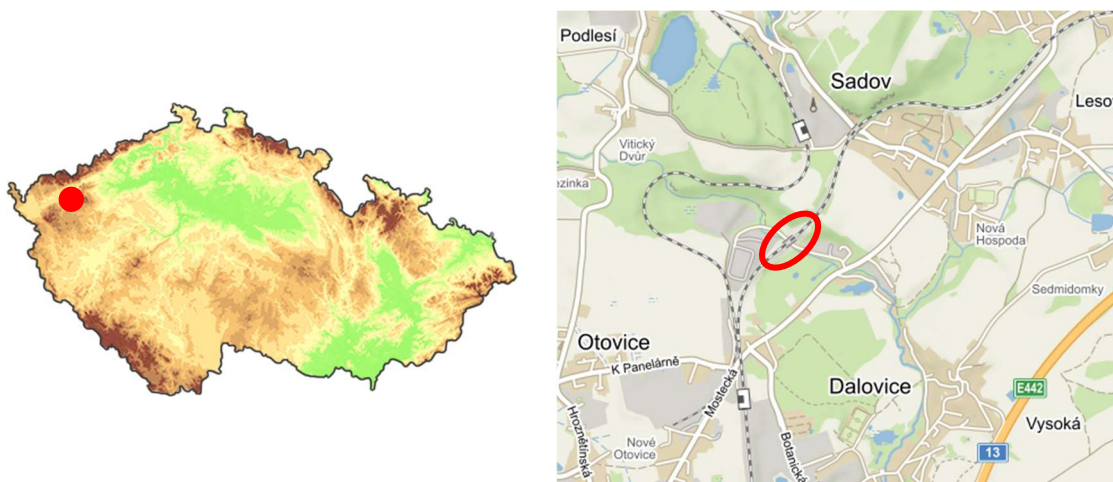 Podlesí
Sadov
Lesov
Vitický
Dvůr
ezinka
Nová
Hospoda
Sedmidomky
Otovice
K Panelárně
Mostecká
Dalovice
E442
Vysoká
Hroznětínská
Nové
Otovice
Botanická
13